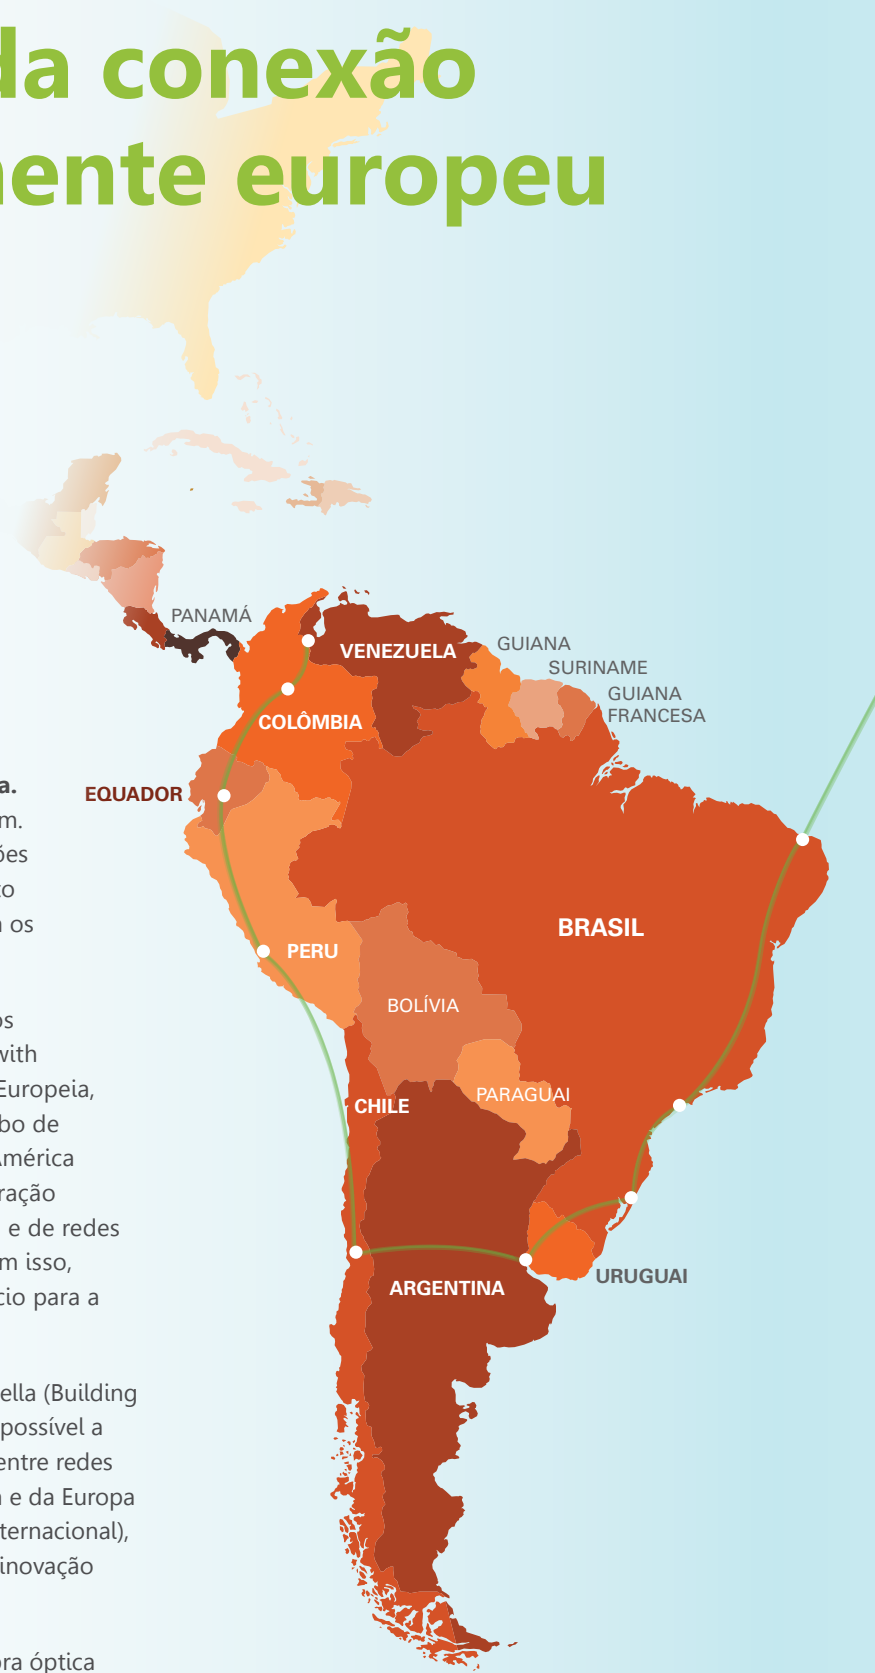 da conexão
nente europeu
PANAMÁ
VENEZUELA
GUIANA
SURINAME
GUIANA
FRANCESA
COLÔMBIA
EQUADOR
BRASIL
PERU
BOLÍVIA
PARAGUAI
CHILE
ARGENTINA
URUGUAI
a.
m.
ões
to
a os
os
with
Europeia,
bo de
América
ração
e de redes
m isso,
cio para a
ella (Building
possível a
entre redes
a e da Europa
ternacional),
inovação
bra óptica